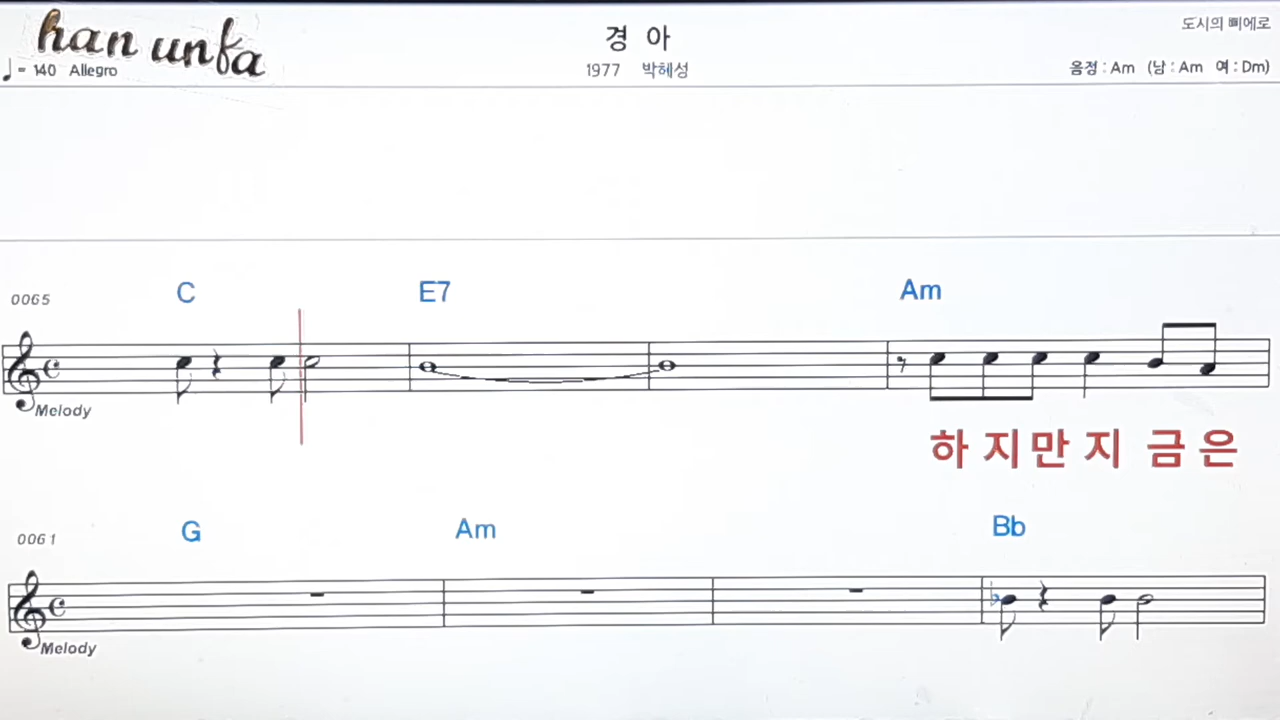 han unfa
경 아
도시의 삐에로
♩= 140 Allegro
1977 박혜성
음정 : Am (남 : Am 여 : Dm)
0065
C E7 Am
Melody
하 지 만 지 금 은
0061
G Am Bb
Melody